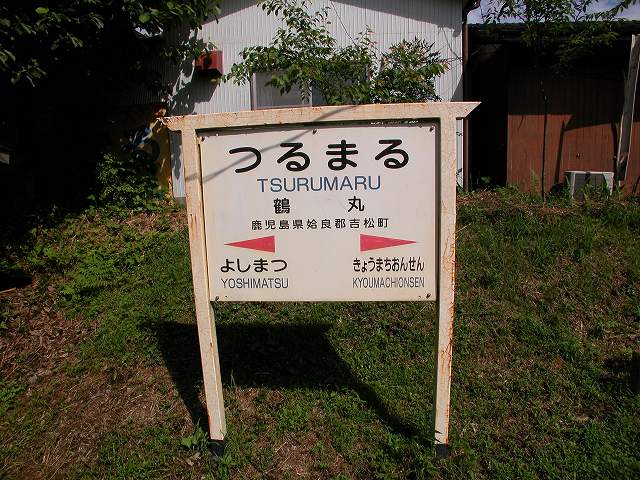 つるまる
TSURUMARU
鶴丸
鹿児島県姶良郡吉松町
よしまつ きょうまちおんせん
YOSHIMATSU KYOUMACHIONSEN